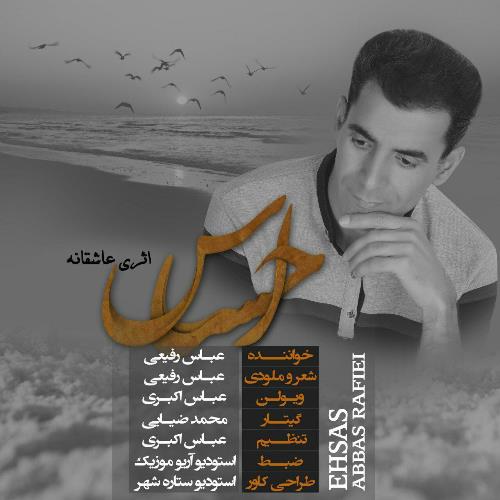 احساس
اثری عاشقانه
خواننده عباس رفیعی
شعر و ملودی عباس رفیعی
ویولن عباس اکبری
گیتار محمد ضیایی
تنظیم عباس اکبری
ضبط استودیو آریو موزیک
طراحی کاور استودیو ستاره شهر
EHSAS
ABBAS RAFIEI